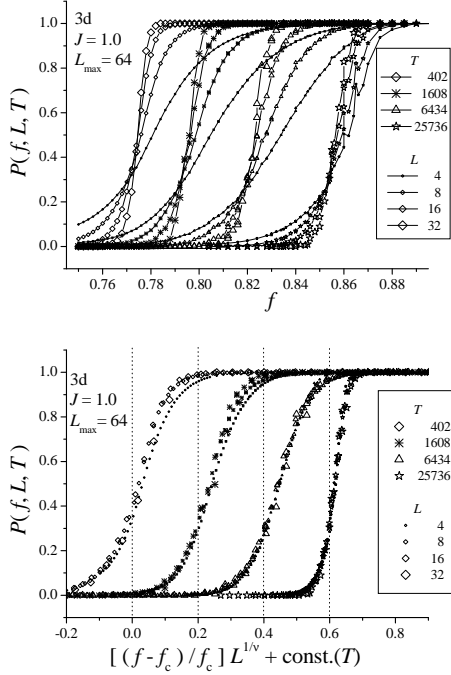 3d
J = 1.0
L_max = 64
P(f, L, T)
1.0
0.8
0.6
0.4
0.2
0.0
0.76 0.78 0.80 0.82 0.84 0.86 0.88
f
T
402
1608
6434
25736
L
4
8
16
32
3d
J = 1.0
L_max = 64
P(f, L, T)
1.0
0.8
0.6
0.4
0.2
0.0
-0.2 0.0 0.2 0.4 0.6 0.8
[ (f - f_c) / f_c ] L^{1/ν} + const.(T)
T
402
1608
6434
25736
L
4
8
16
32